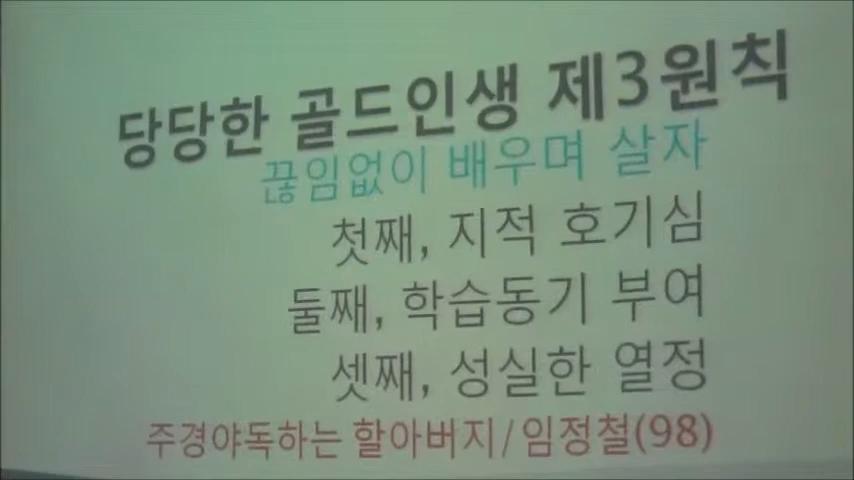 당당한 골드인생 제3원칙
끊임없이 배우며 살자
첫째, 지적 호기심
둘째, 학습동기 부여
셋째, 성실한 열정
주경야독하는 할아버지/임정철(98)